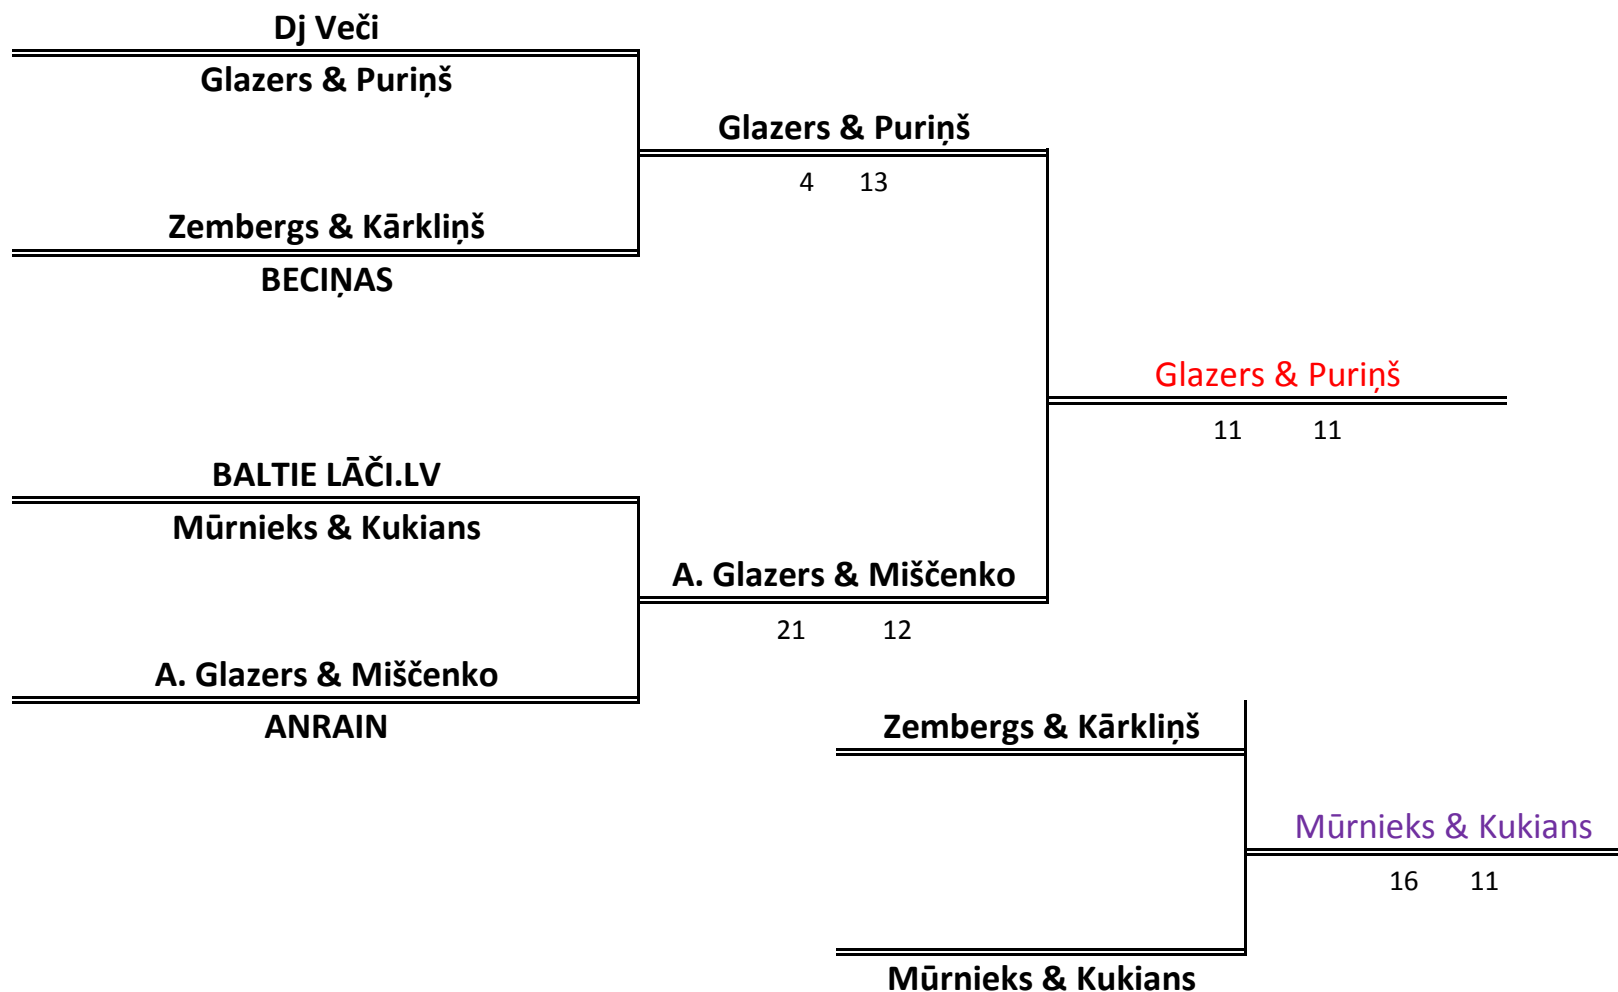 Dj Veči
Glazers & Puriņš
Glazers & Puriņš
4 13
Zembergs & Kārkliņš
BECIŅAS
Glazers & Puriņš
11 11
BALTIE LĀČI.LV
Mūrnieks & Kukians
A. Glazers & Miščenko
21 12
A. Glazers & Miščenko
ANRAIN
Zembergs & Kārkliņš
Mūrnieks & Kukians
16 11
Mūrnieks & Kukians